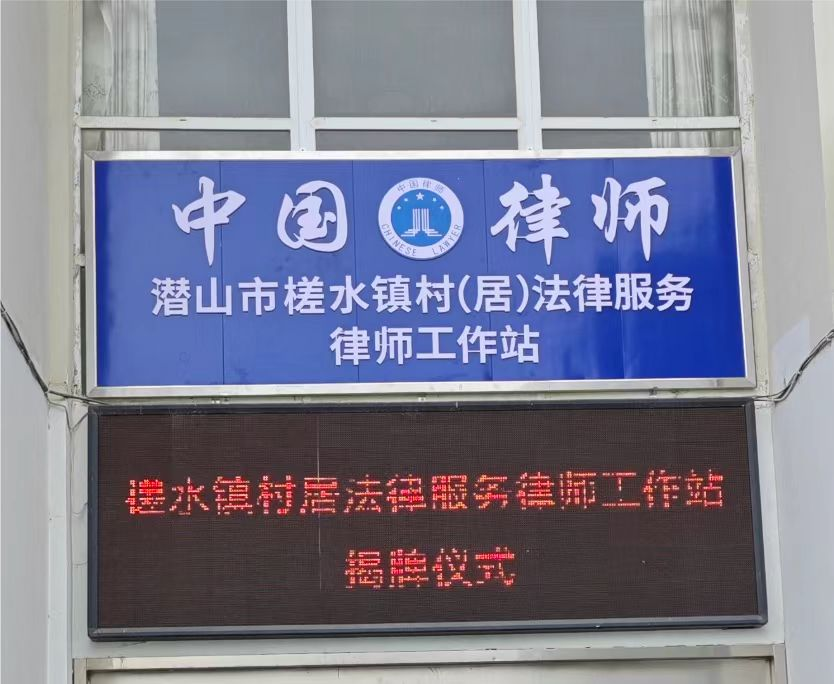 中国律师
中国律师
CHINESE LAWYER
潜山市槎水镇村(居)法律服务
律师工作站
槎水镇村居法律服务律师工作站
揭牌仪式